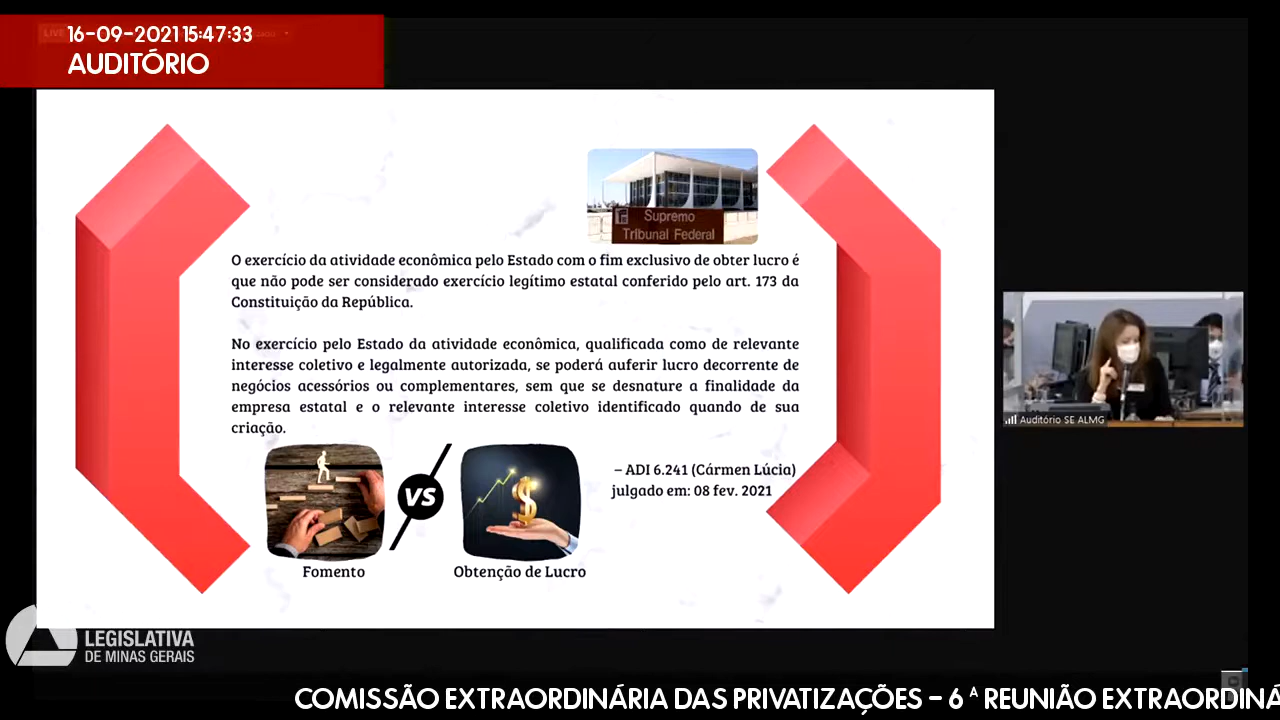 LIVE
16-09-2021 15:47:33
AUDITÓRIO
Supremo
Tribunal Federal
O exercício da atividade econômica pelo Estado com o fim exclusivo de obter lucro é
que não pode ser considerado exercício legítimo estatal conferido pelo art. 173 da
Constituição da República.
No exercício pelo Estado da atividade econômica, qualificada como de relevante
interesse coletivo e legalmente autorizada, se poderá auferir lucro decorrente de
negócios acessórios ou complementares, sem que se desnature a finalidade da
empresa estatal e o relevante interesse coletivo identificado quando de sua
criação.
VS
– ADI 6.241 (Cármen Lúcia)
julgado em: 08 fev. 2021
Fomento
Obtenção de Lucro
Auditório SE ALMG
LEGISLATIVA
DE MINAS GERAIS
COMISSÃO EXTRAORDINÁRIA DAS PRIVATIZAÇÕES – 6 ª REUNIÃO EXTRAORDINÁ